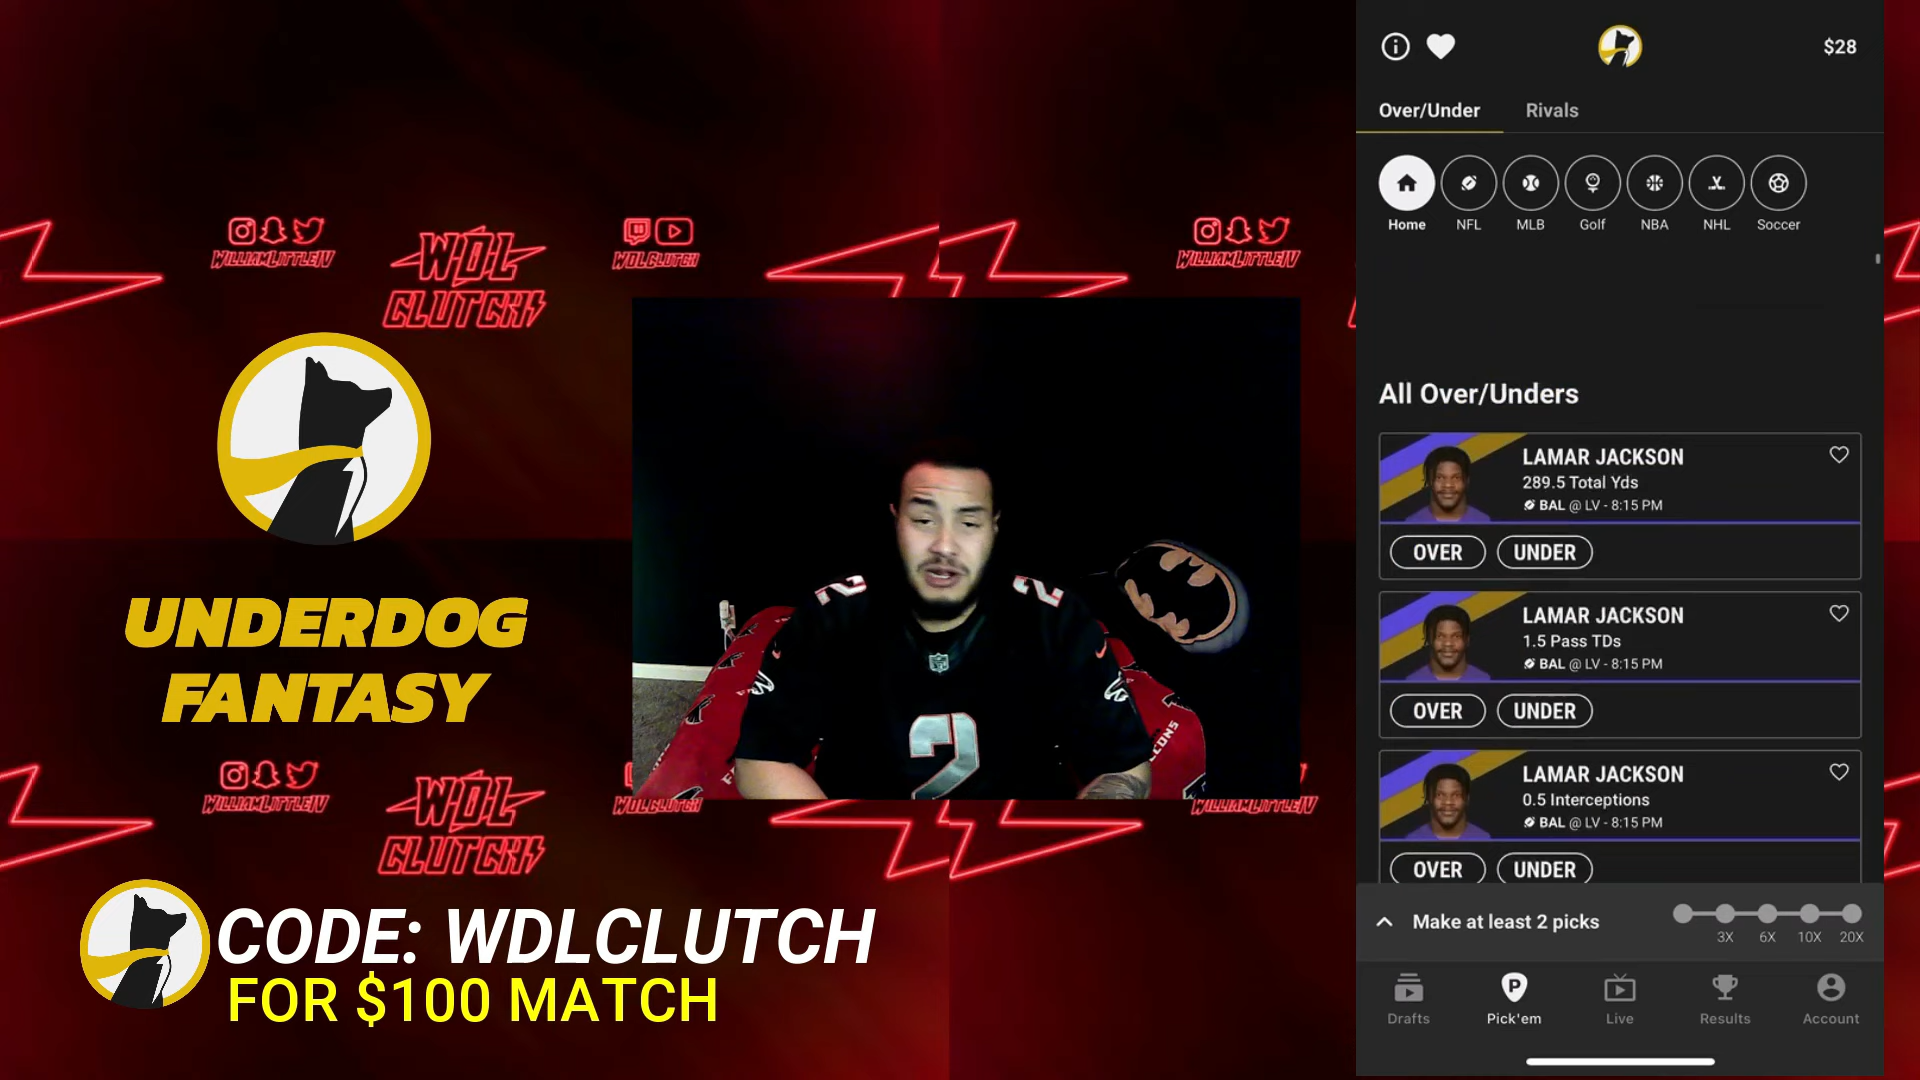 WILLIAMLITTLEIV
WDL
CLUTCH
WDLCLUTCH
WILLIAMLITTLEIV
UNDERDOG
FANTASY
WILLIAMLITTLEIV
WDL
CLUTCH
WDLCLUTCH
WILLIAMLITTLEIV
CODE: WDLCLUTCH
FOR $100 MATCH
2
2
2
$28
Over/Under
Rivals
Home
NFL
MLB
Golf
NBA
NHL
Soccer
All Over/Unders
LAMAR JACKSON
289.5 Total Yds
BAL @ LV - 8:15 PM
OVER
UNDER
LAMAR JACKSON
1.5 Pass TDs
BAL @ LV - 8:15 PM
OVER
UNDER
LAMAR JACKSON
0.5 Interceptions
BAL @ LV - 8:15 PM
OVER
UNDER
Make at least 2 picks
3X
6X
10X
20X
P
Drafts
Pick'em
Live
Results
Account